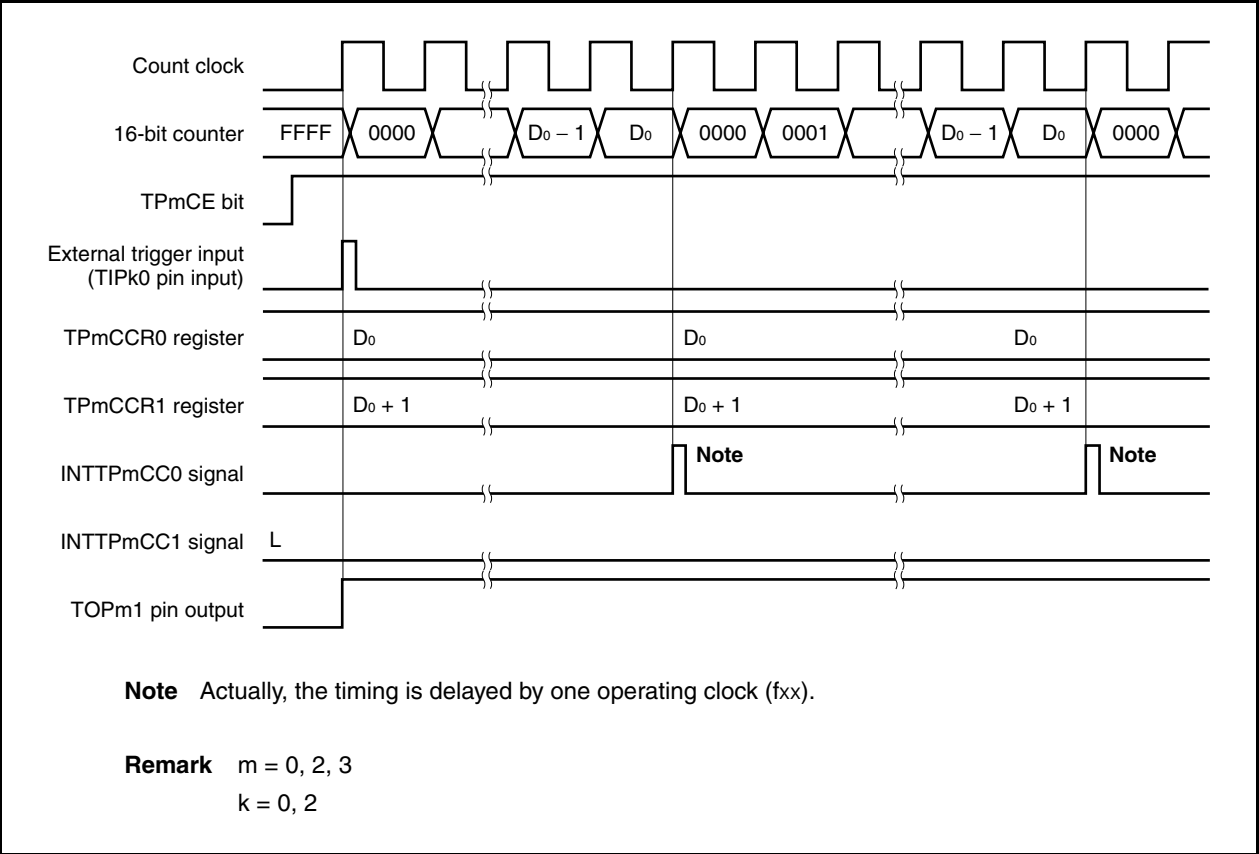 Count clock
16-bit counter FFFF 0000 D0 − 1 D0 0000 0001 D0 − 1 D0 0000
TPmCE bit
External trigger input
(TIPk0 pin input)
TPmCCR0 register D0 D0 D0
TPmCCR1 register D0 + 1 D0 + 1 D0 + 1
INTTPmCC0 signal Note Note
INTTPmCC1 signal L
TOPm1 pin output
Note Actually, the timing is delayed by one operating clock (fxx).
Remark m = 0, 2, 3
k = 0, 2